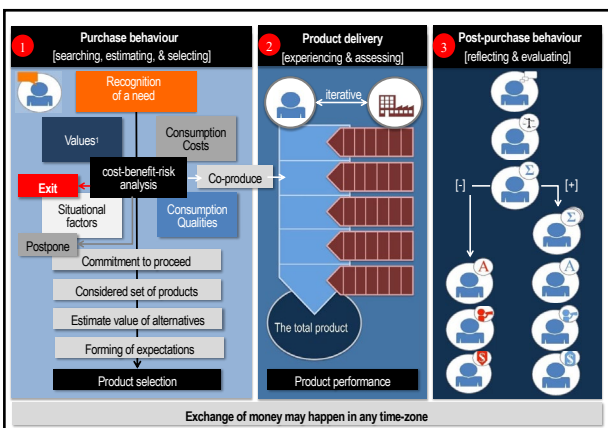 1
Purchase behaviour
[searching, estimating, & selecting]
Recognition
of a need
Values¹
Consumption
Costs
cost-benefit-risk
analysis
Exit
Co-produce
Situational
factors
Consumption
Qualities
Postpone
Commitment to proceed
Considered set of products
Estimate value of alternatives
Forming of expectations
Product selection
2
Product delivery
[experiencing & assessing]
iterative
The total product
Product performance
3
Post-purchase behaviour
[reflecting & evaluating]
Σ
[-]
[+]
Σ
A
A
S
S
Exchange of money may happen in any time-zone